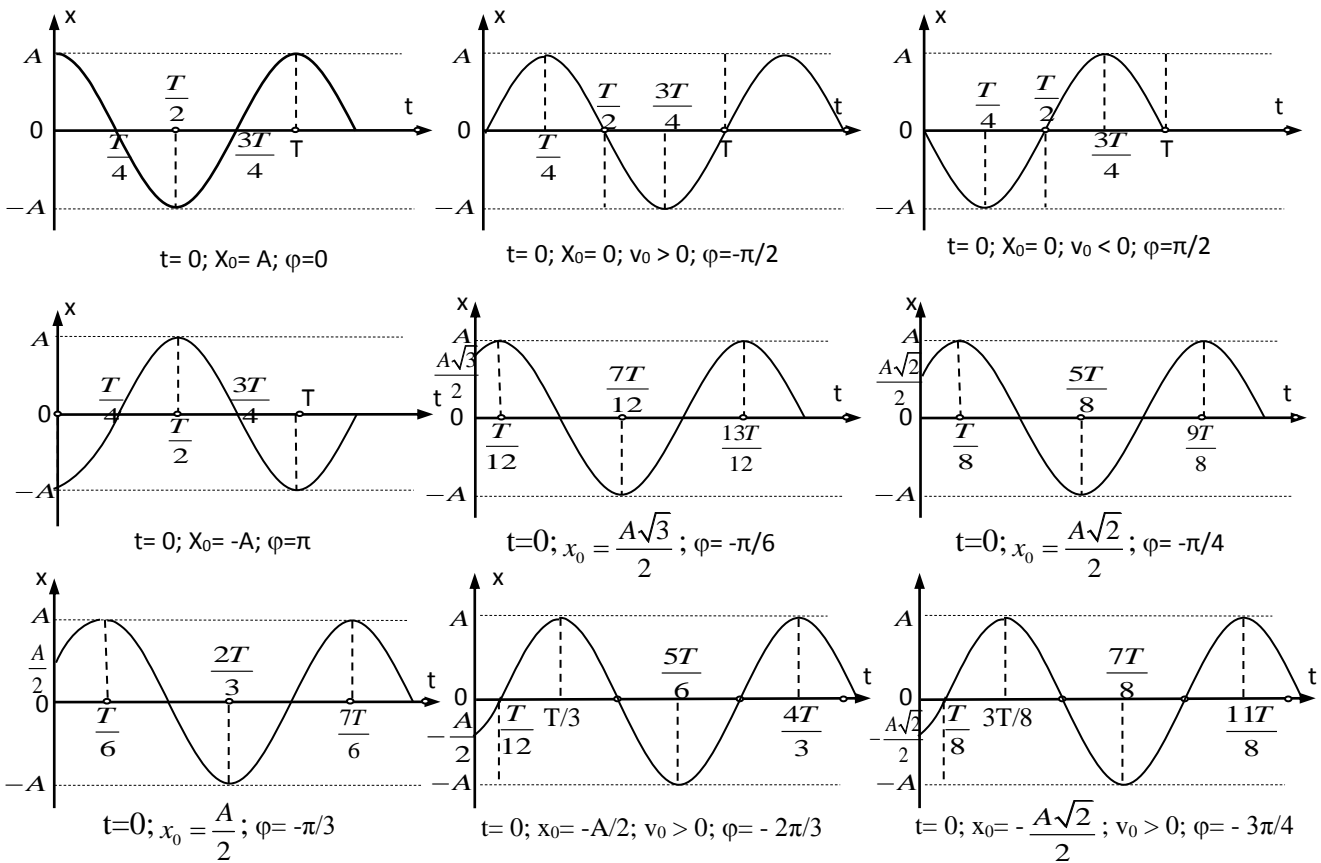 x
A
T/2
t
0
T/4
3T/4
T
−A
t= 0; X₀= A; φ=0
x
A
T/2
3T/4
t
0
T/4
T
−A
t= 0; X₀= 0; v₀ > 0; φ=-π/2
x
A
T/4
T/2
t
0
3T/4
T
−A
t= 0; X₀= 0; v₀ < 0; φ=π/2
x
A
T/4
3T/4
T
t
0
T/2
−A
t= 0; X₀= -A; φ=π
x
A
A√3/2
7T/12
t
0
T/12
13T/12
−A
t=0; x₀ = A√3/2; φ= -π/6
x
A
A√2/2
5T/8
t
0
T/8
9T/8
−A
t=0; x₀ = A√2/2; φ= -π/4
x
A
A/2
2T/3
t
0
T/6
7T/6
−A
t=0; x₀ = A/2; φ= -π/3
x
A
5T/6
t
0
−A/2
T/12
T/3
4T/3
−A
t= 0; x₀= -A/2; v₀ > 0; φ= - 2π/3
x
A
7T/8
t
0
−A√2/2
T/8
3T/8
11T/8
−A
t= 0; x₀= - A√2/2; v₀ > 0; φ= - 3π/4